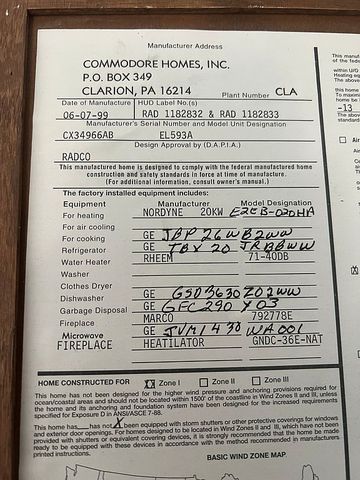 Manufacturer Address
COMMODORE HOMES, INC.
P.O. BOX 349
CLARION, PA 16214
Plant Number CLA
Date of Manufacture HUD Label No.(s)
06-07-99 RAD 1182832 & RAD 1182833
Manufacturer's Serial Number and Model Unit Designation
CX34966AB EL593A
Design Approval by (D.A.P.I.A.)
RADCO
This manufactured home is designed to comply with the federal manufactured home
construction and safety standards in force at time of manufacture.
(For additional information, consult owner's manual.)
The factory installed equipment includes:
Equipment Manufacturer Model Designation
For heating NORDYNE 20KW E2EB-020HA
For air cooling
For cooking GE JBP26WB2WW
Refrigerator GE TBX20JRBBWW
Water Heater RHEEM 71-40DB
Washer
Clothes Dryer
Dishwasher GE GSD3630Z02WW
Garbage Disposal GE GFC290Y03
Fireplace MARCO 792778E
Microwave GE JVM1430WA001
FIREPLACE HEATILATOR GNDC-36E-NAT
HOME CONSTRUCTED FOR X Zone I Zone II Zone III
This home has not been designed for the higher wind pressure and anchoring provisions required for
ocean/coastal areas and should not be located within 1500' of the coastline in Wind Zones II and III, unless
the home and its anchoring and foundation system have been designed for the increased requirements
specified for Exposure D in ANSI/ASCE 7-88.
This home has has not X been equipped with storm shutters or other protective coverings for windows
and exterior door openings. For homes designed to be located in Wind Zones II and III, which have not been
provided with shutters or equivalent covering devices, it is strongly recommended that the home be made
ready to be equipped with these devices in accordance with the method recommended in manufacturers
printed instructions.
BASIC WIND ZONE MAP